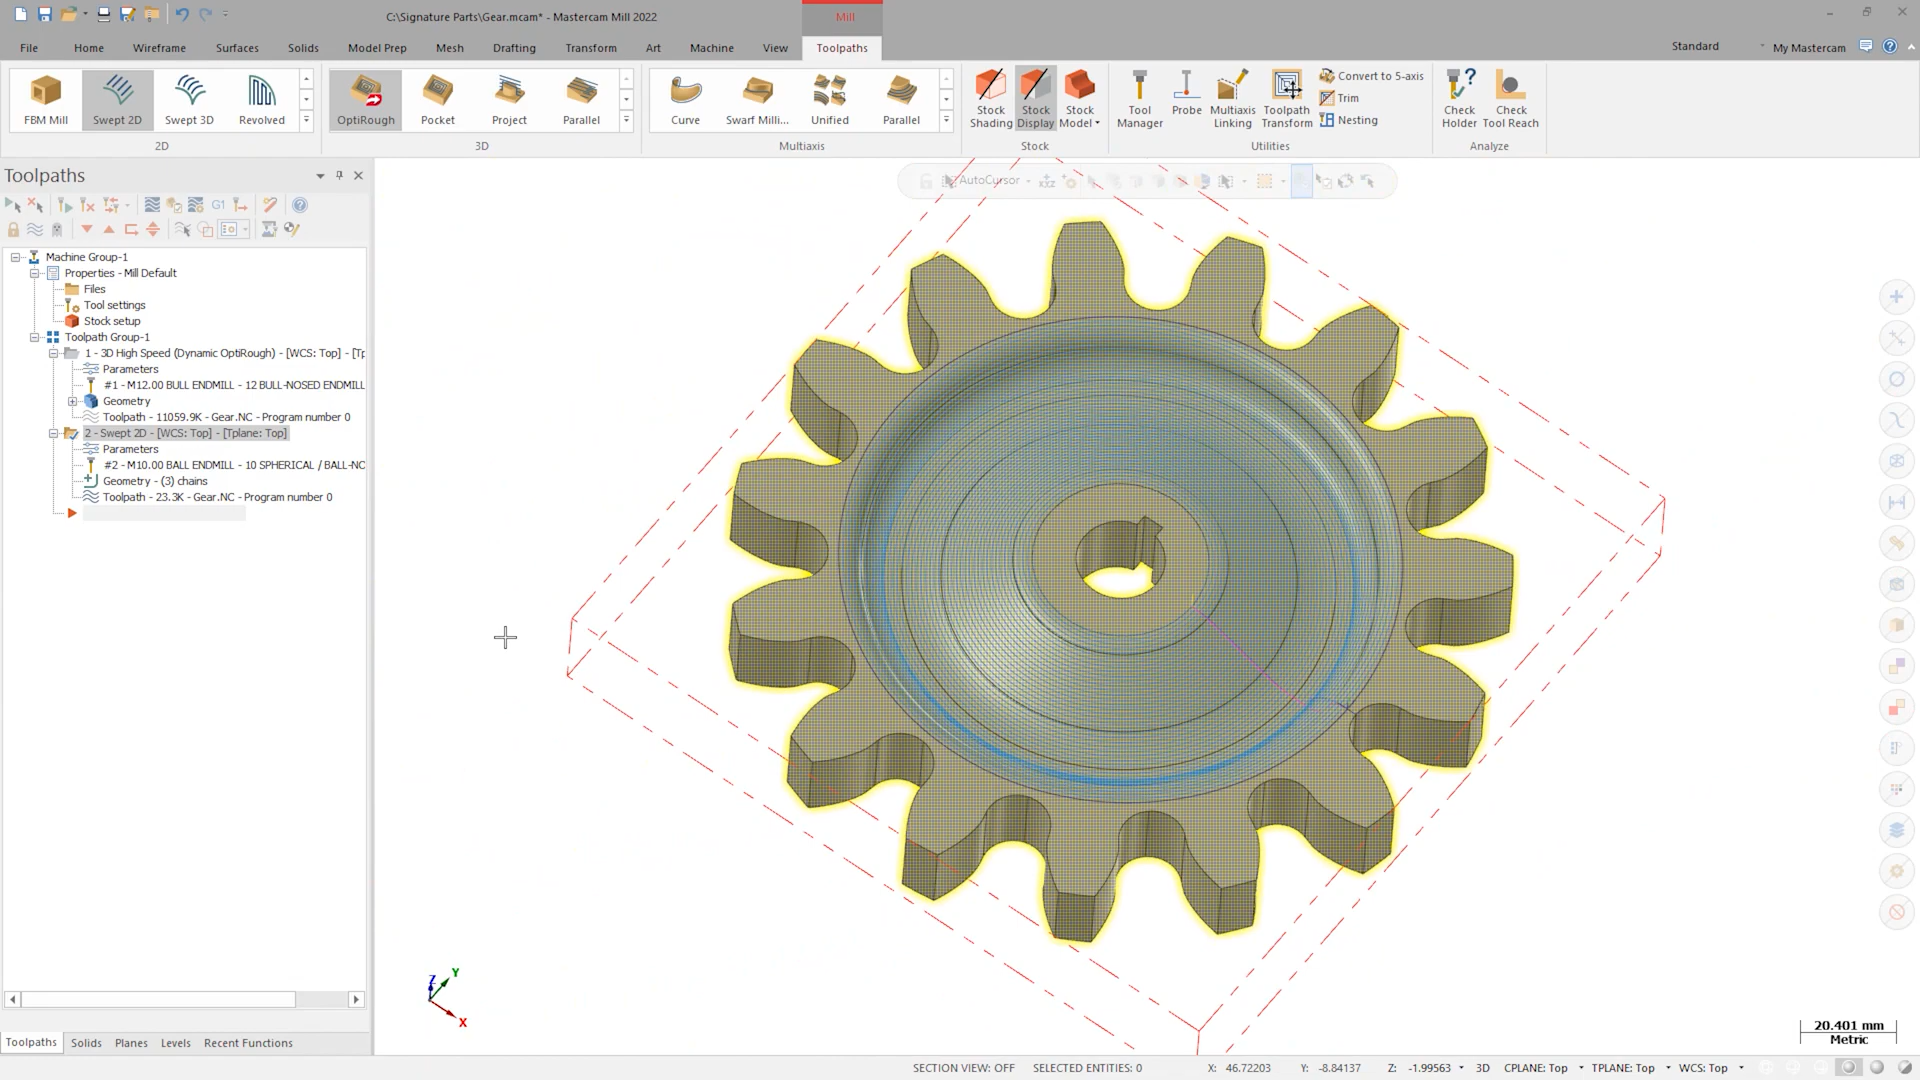 C:\Signature Parts\Gear.mcam* - Mastercam Mill 2022
Mill
File
Home
Wireframe
Surfaces
Solids
Model Prep
Mesh
Drafting
Transform
Art
Machine
View
Toolpaths
Standard
My Mastercam
FBM Mill
Swept 2D
Swept 3D
Revolved
OptiRough
Pocket
Project
Parallel
Curve
Swarf Milli...
Unified
Parallel
Stock Shading
Stock Display
Stock Model
Tool Manager
Probe
Multiaxis Linking
Toolpath Transform
Convert to 5-axis
Trim
Nesting
Check Holder
Check Tool Reach
2D
3D
Multiaxis
Stock
Utilities
Analyze
Toolpaths
AutoCursor
G1
Machine Group-1
Properties - Mill Default
Files
Tool settings
Stock setup
Toolpath Group-1
1 - 3D High Speed (Dynamic OptiRough) - [WCS: Top] - [Tp
Parameters
#1 - M12.00 BULL ENDMILL - 12 BULL-NOSED ENDMILL
Geometry
Toolpath - 11059.9K - Gear.NC - Program number 0
2 - Swept 2D - [WCS: Top] - [Tplane: Top]
Parameters
#2 - M10.00 BALL ENDMILL - 10 SPHERICAL / BALL-NO
Geometry - (3) chains
Toolpath - 23.3K - Gear.NC - Program number 0
Z
Y
X
20.401 mm
Metric
Toolpaths
Solids
Planes
Levels
Recent Functions
SECTION VIEW: OFF
SELECTED ENTITIES: 0
X: 46.72203
Y: -8.84137
Z: -1.99563
3D
CPLANE: Top
TPLANE: Top
WCS: Top